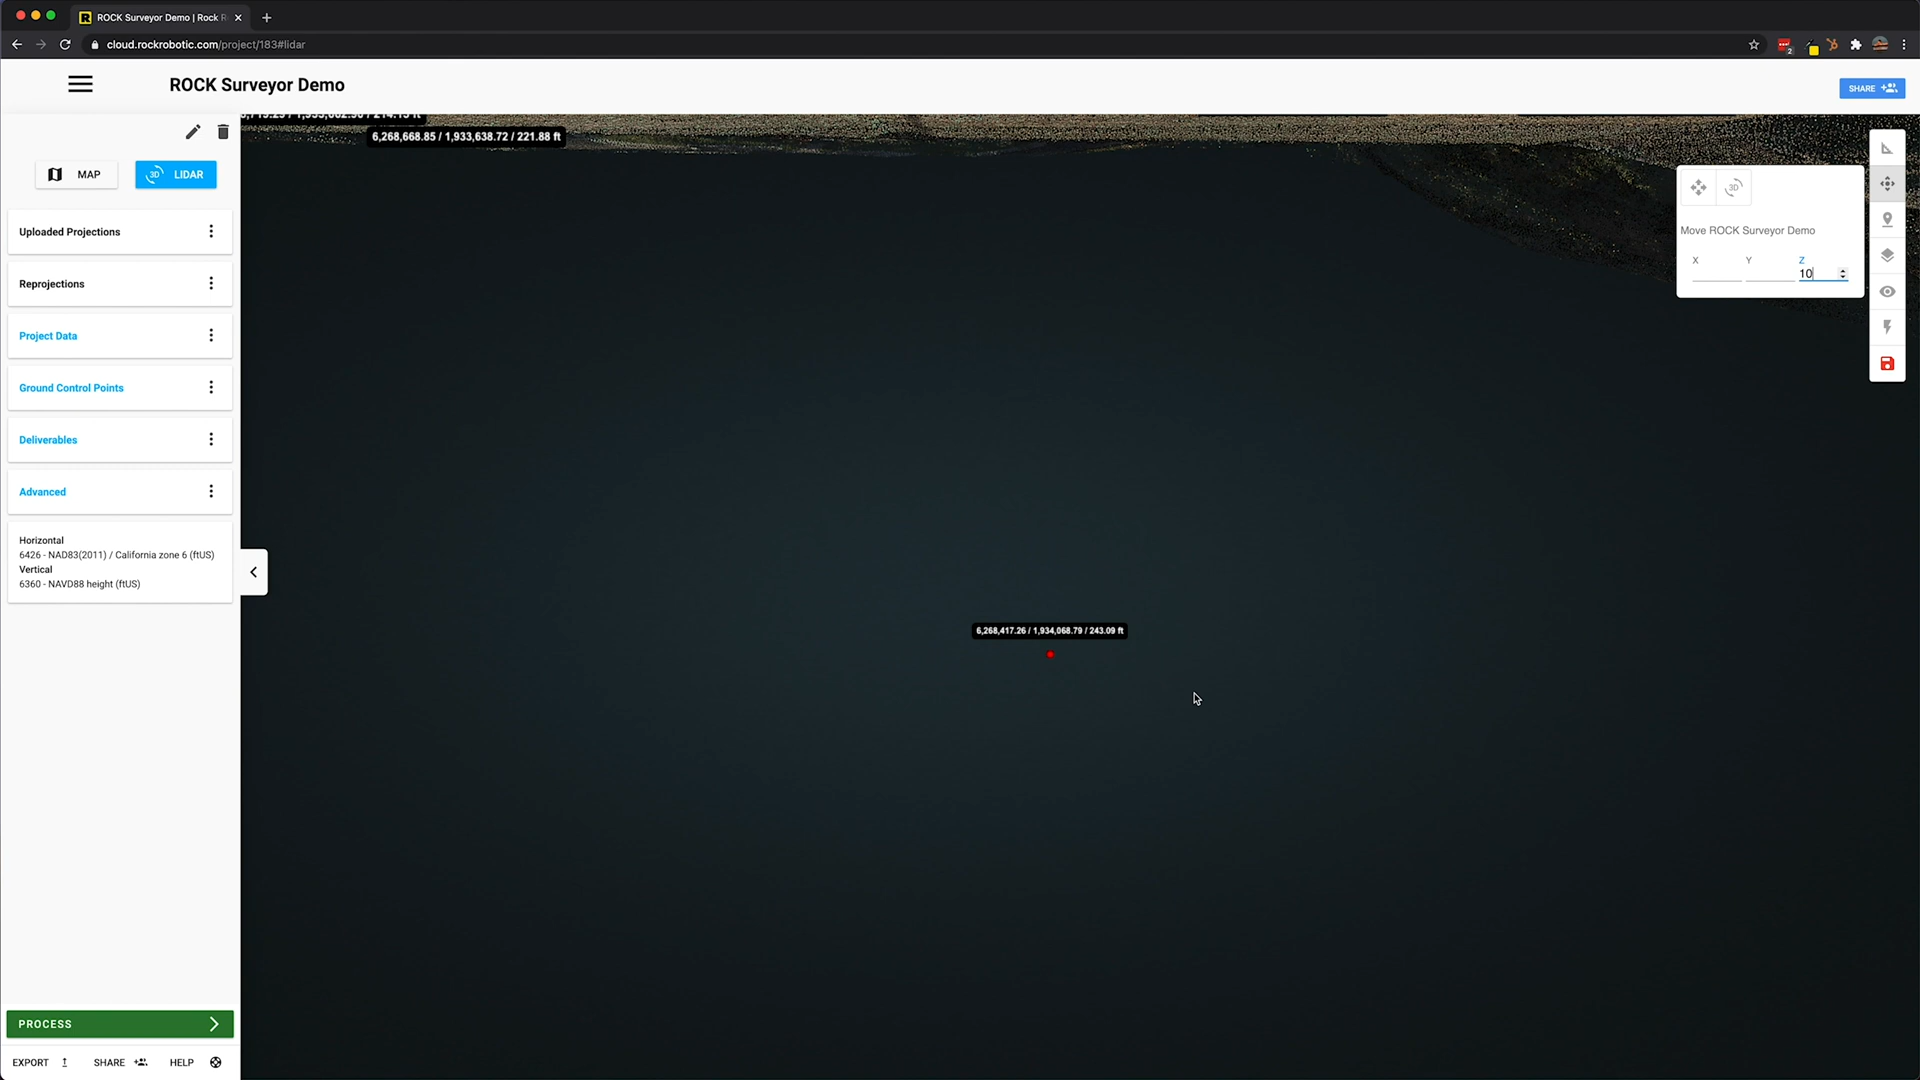 ROCK Surveyor Demo | Rock R
cloud.rockrobotic.com/project/183#lidar
2
ROCK Surveyor Demo
SHARE
6,268,668.85 / 1,933,638.72 / 221.88 ft
MAP
3D LIDAR
3D
Uploaded Projections
Move ROCK Surveyor Demo
X Y Z
10
Reprojections
Project Data
Ground Control Points
Deliverables
Advanced
Horizontal
6426 - NAD83(2011) / California zone 6 (ftUS)
Vertical
6360 - NAVD88 height (ftUS)
6,268,417.26 / 1,934,068.79 / 243.09 ft
PROCESS
EXPORT SHARE HELP